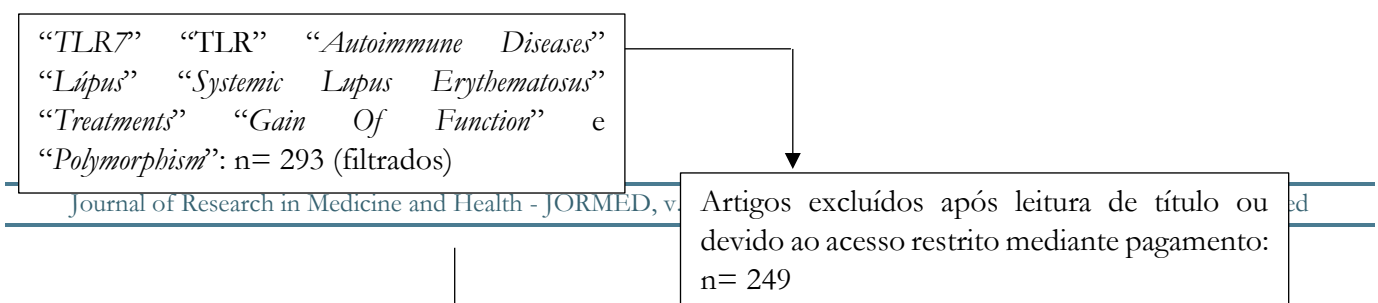 “TLR7” “TLR” “Autoimmune Diseases”
“Lúpus” “Systemic Lupus Erythematosus”
“Treatments” “Gain Of Function” e
“Polymorphism”: n= 293 (filtrados)
Journal of Research in Medicine and Health - JORMED, v.
Artigos excluídos após leitura de título ou
devido ao acesso restrito mediante pagamento:
n= 249